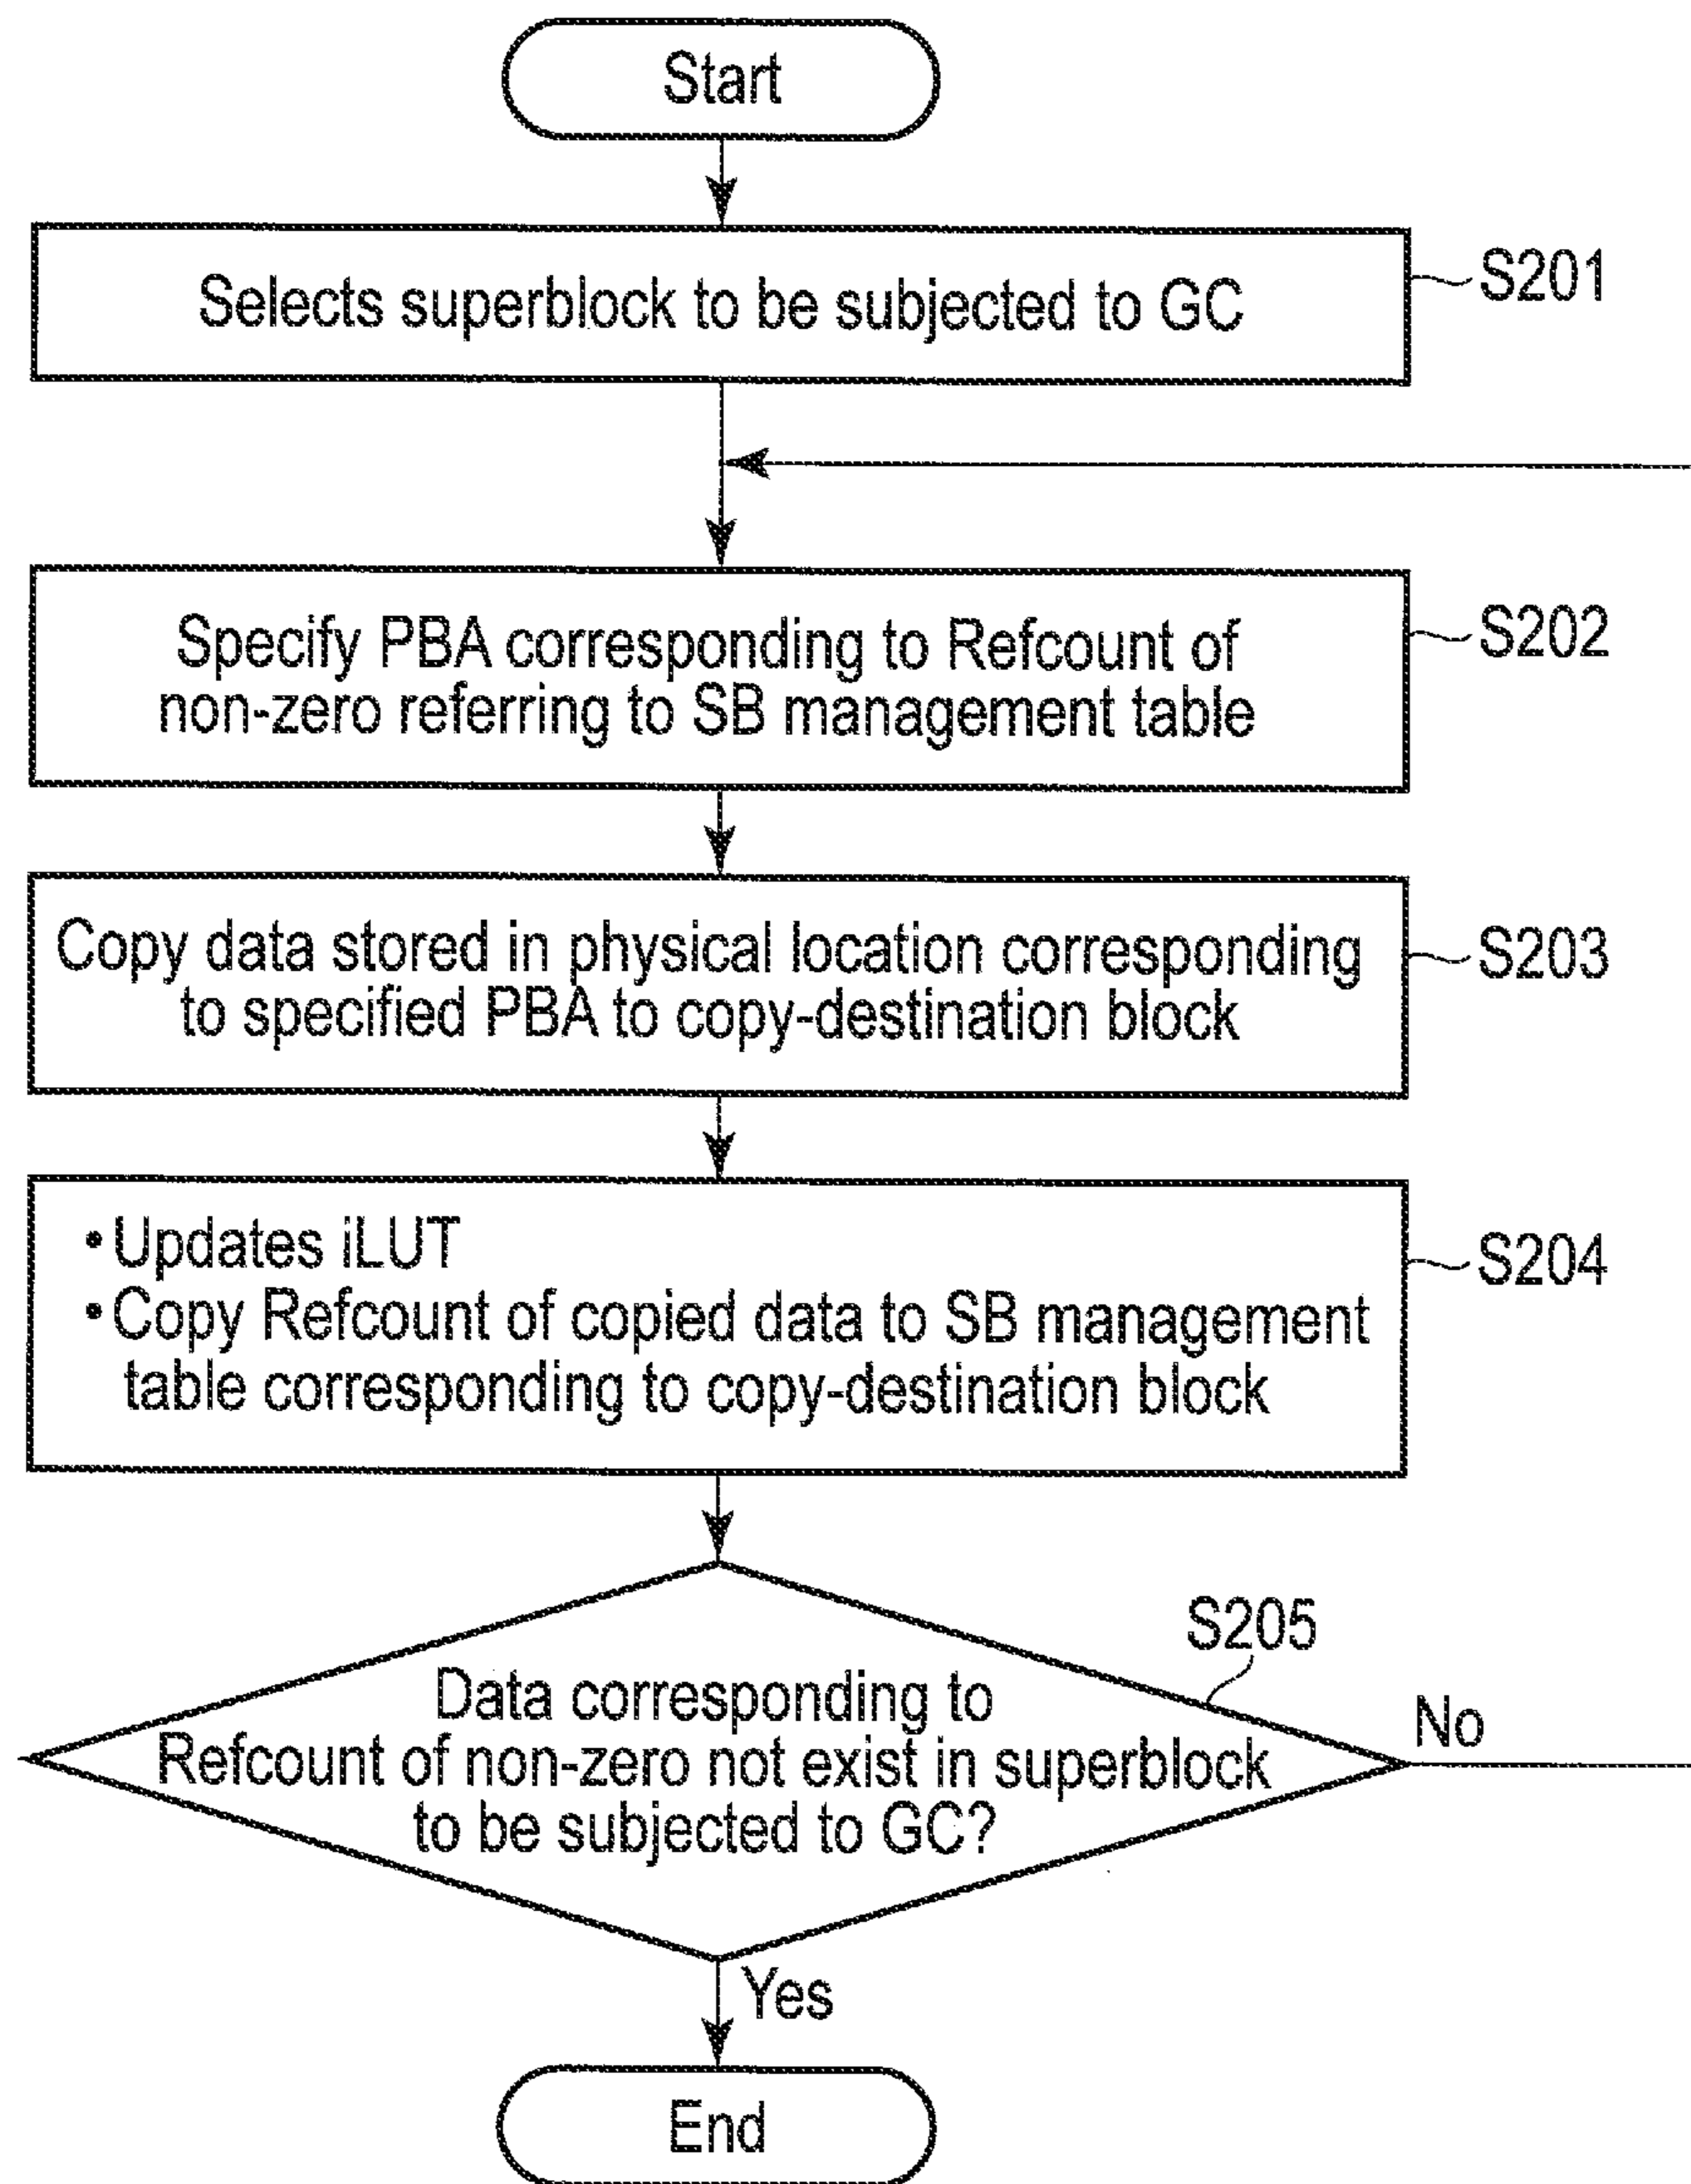 Start
Selects superblock to be subjected to GC
S201
Specify PBA corresponding to Refcount of
non-zero referring to SB management table
S202
Copy data stored in physical location corresponding
to specified PBA to copy-destination block
S203
•Updates iLUT
•Copy Refcount of copied data to SB management
table corresponding to copy-destination block
S204
S205
Data corresponding to
Refcount of non-zero not exist in superblock
to be subjected to GC?
No
Yes
End